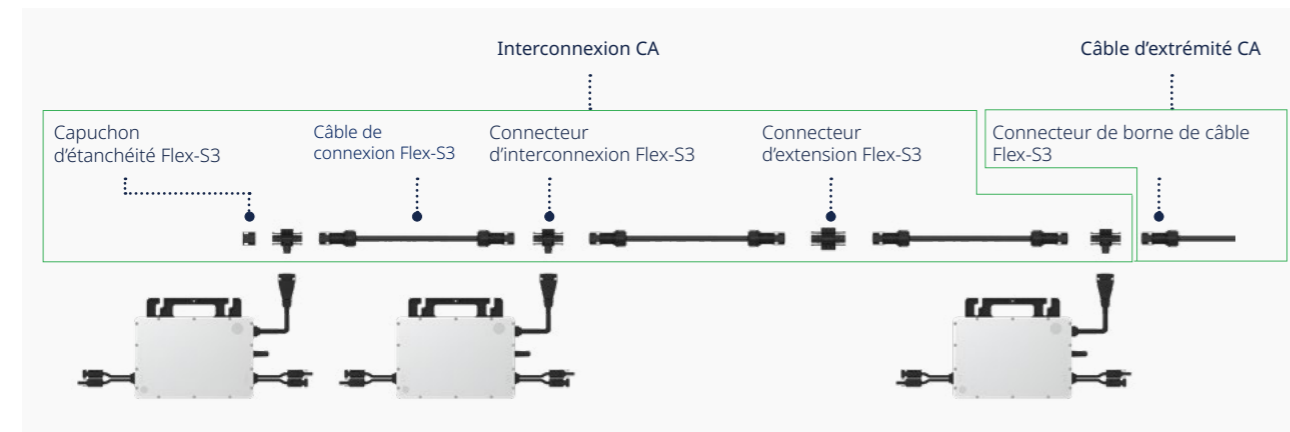 Interconnexion CA
Câble d’extrémité CA
Capuchon
d’étanchéité Flex-S3
Câble de
connexion Flex-S3
Connecteur
d’interconnexion Flex-S3
Connecteur
d’extension Flex-S3
Connecteur de borne de câble
Flex-S3